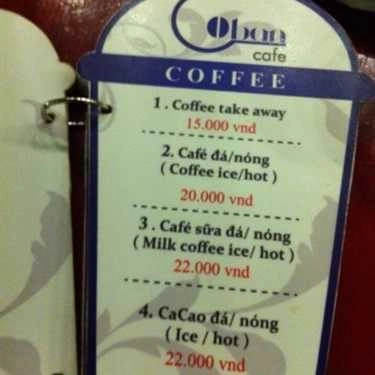 Coban
cafe
COFFEE
1 . Coffee take away
15.000 vnd
2. Café đá/nóng
( Coffee ice/hot )
20.000 vnd
3 . Café sữa đá/ nóng
( Milk coffee ice/ hot )
22.000 vnd
4. CaCao đá/ nóng
( Ice / hot )
22.000 vnd